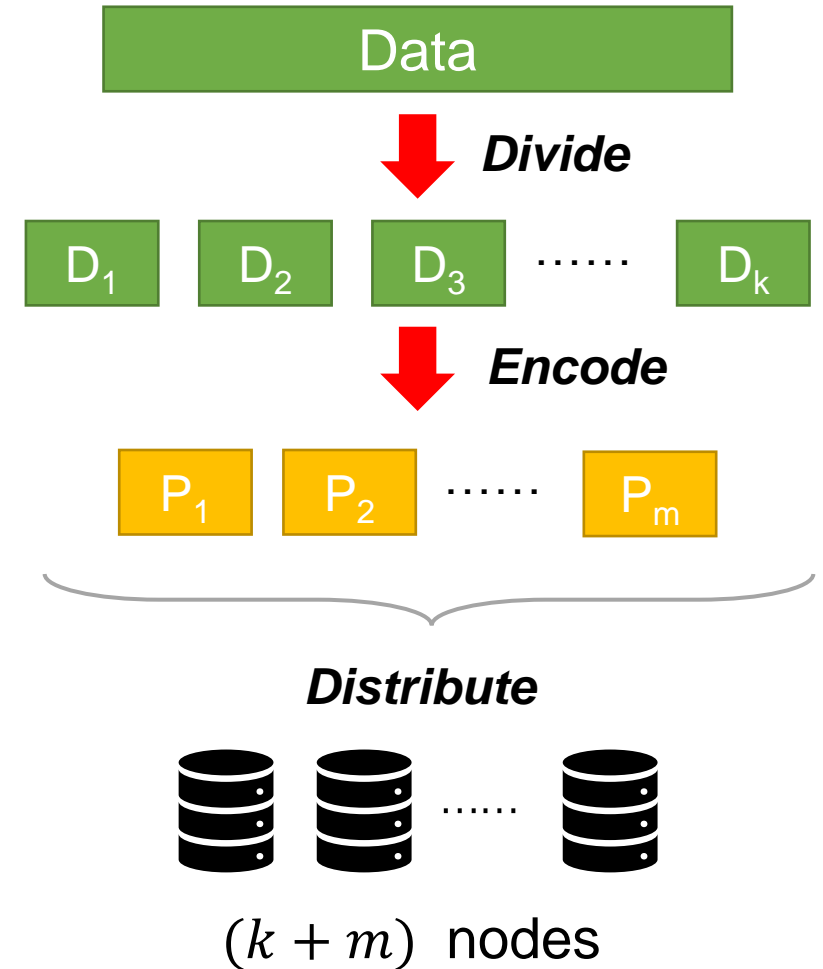 Data
Divide
D₁ D₂ D₃ ...... Dₖ
Encode
P₁ P₂ ...... Pₘ
Distribute
......
(k + m) nodes